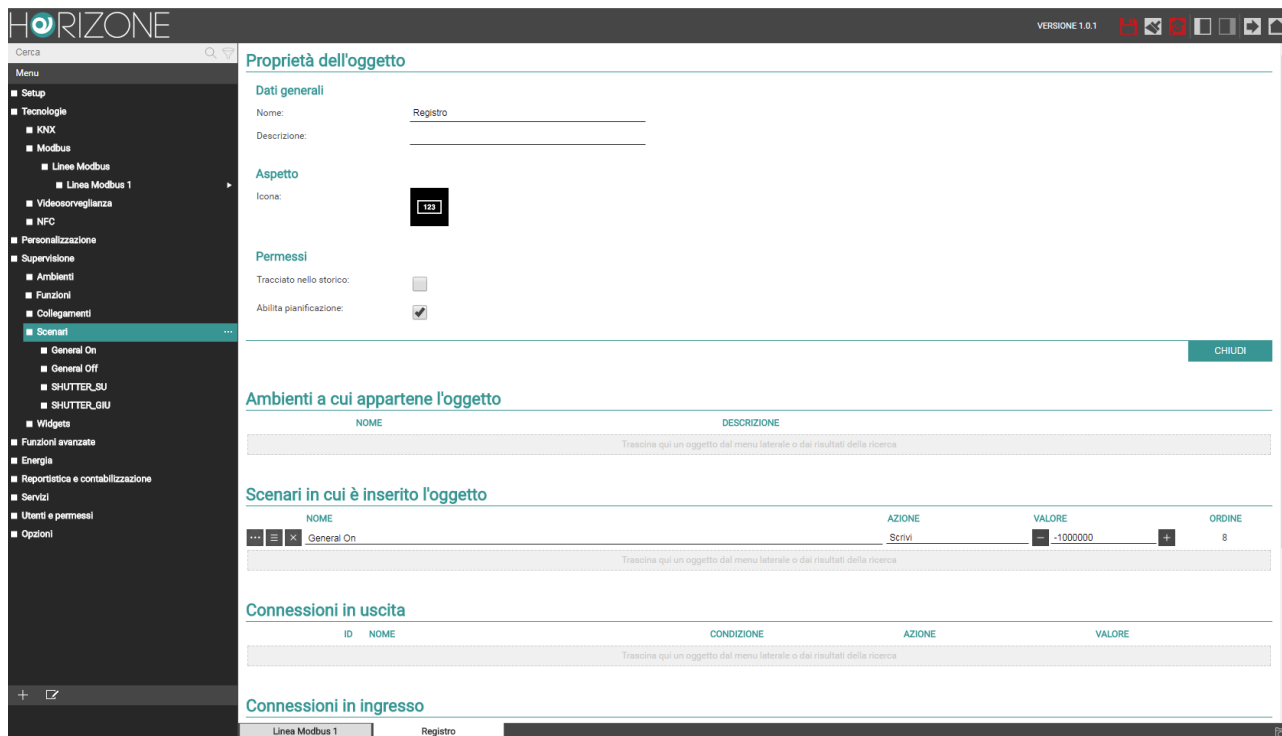 HORIZONE
VERSIONE 1.0.1
Cerca
Menu
Setup
Tecnologie
KNX
Modbus
Linee Modbus
Linea Modbus 1
Videosorveglianza
NFC
Personalizzazione
Supervisione
Ambienti
Funzioni
Collegamenti
Scenari
General On
General Off
SHUTTER_SU
SHUTTER_GIU
Widgets
Funzioni avanzate
Energia
Reportistica e contabilizzazione
Servizi
Utenti e permessi
Opzioni
Proprietà dell'oggetto
Dati generali
Nome: Registro
Descrizione:
Aspetto
Icona: 123
Permessi
Tracciato nello storico:
Abilita pianificazione:
CHIUDI
Ambienti a cui appartene l'oggetto
NOME DESCRIZIONE
Trascina qui un oggetto dal menu laterale o dai risultati della ricerca
Scenari in cui è inserito l'oggetto
NOME AZIONE VALORE ORDINE
General On Scrivi -1000000 8
Trascina qui un oggetto dal menu laterale o dai risultati della ricerca
Connessioni in uscita
ID NOME CONDIZIONE AZIONE VALORE
Trascina qui un oggetto dal menu laterale o dai risultati della ricerca
Connessioni in ingresso
Linea Modbus 1 Registro